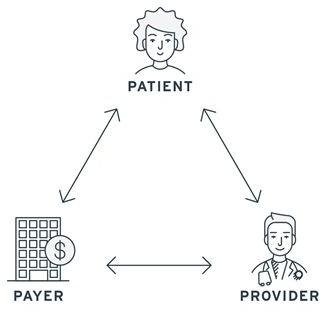 PATIENT
$
PAYER
PROVIDER